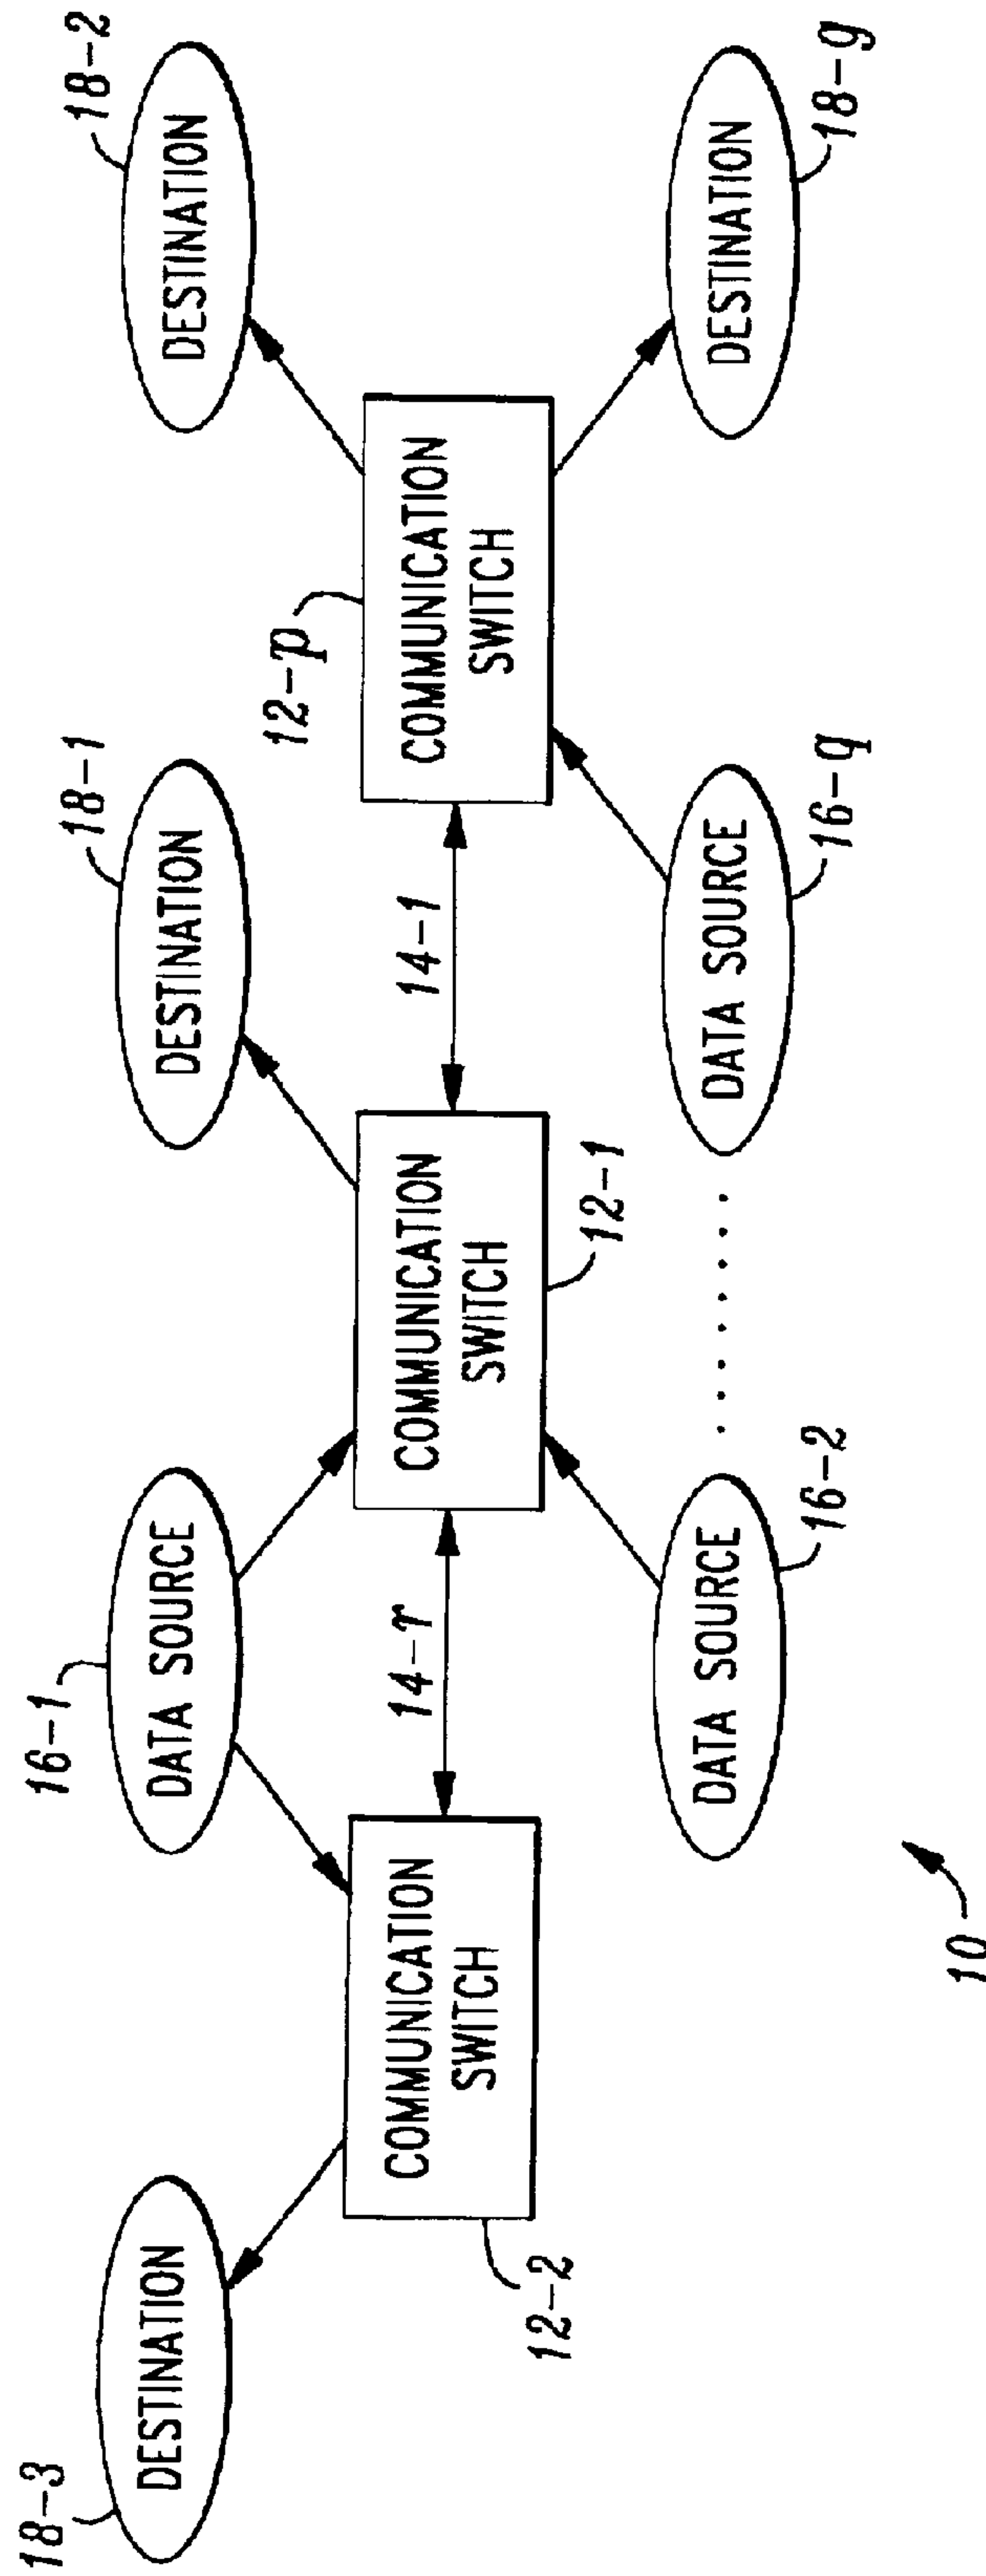 18-3
16-1
18-1
18-2
DESTINATION
DATA SOURCE
DESTINATION
DESTINATION
12-p
COMMUNICATION
SWITCH
14-r
COMMUNICATION
SWITCH
14-1
COMMUNICATION
SWITCH
12-2
12-1
DATA SOURCE
.......
DATA SOURCE
DESTINATION
16-2
16-q
18-g
10